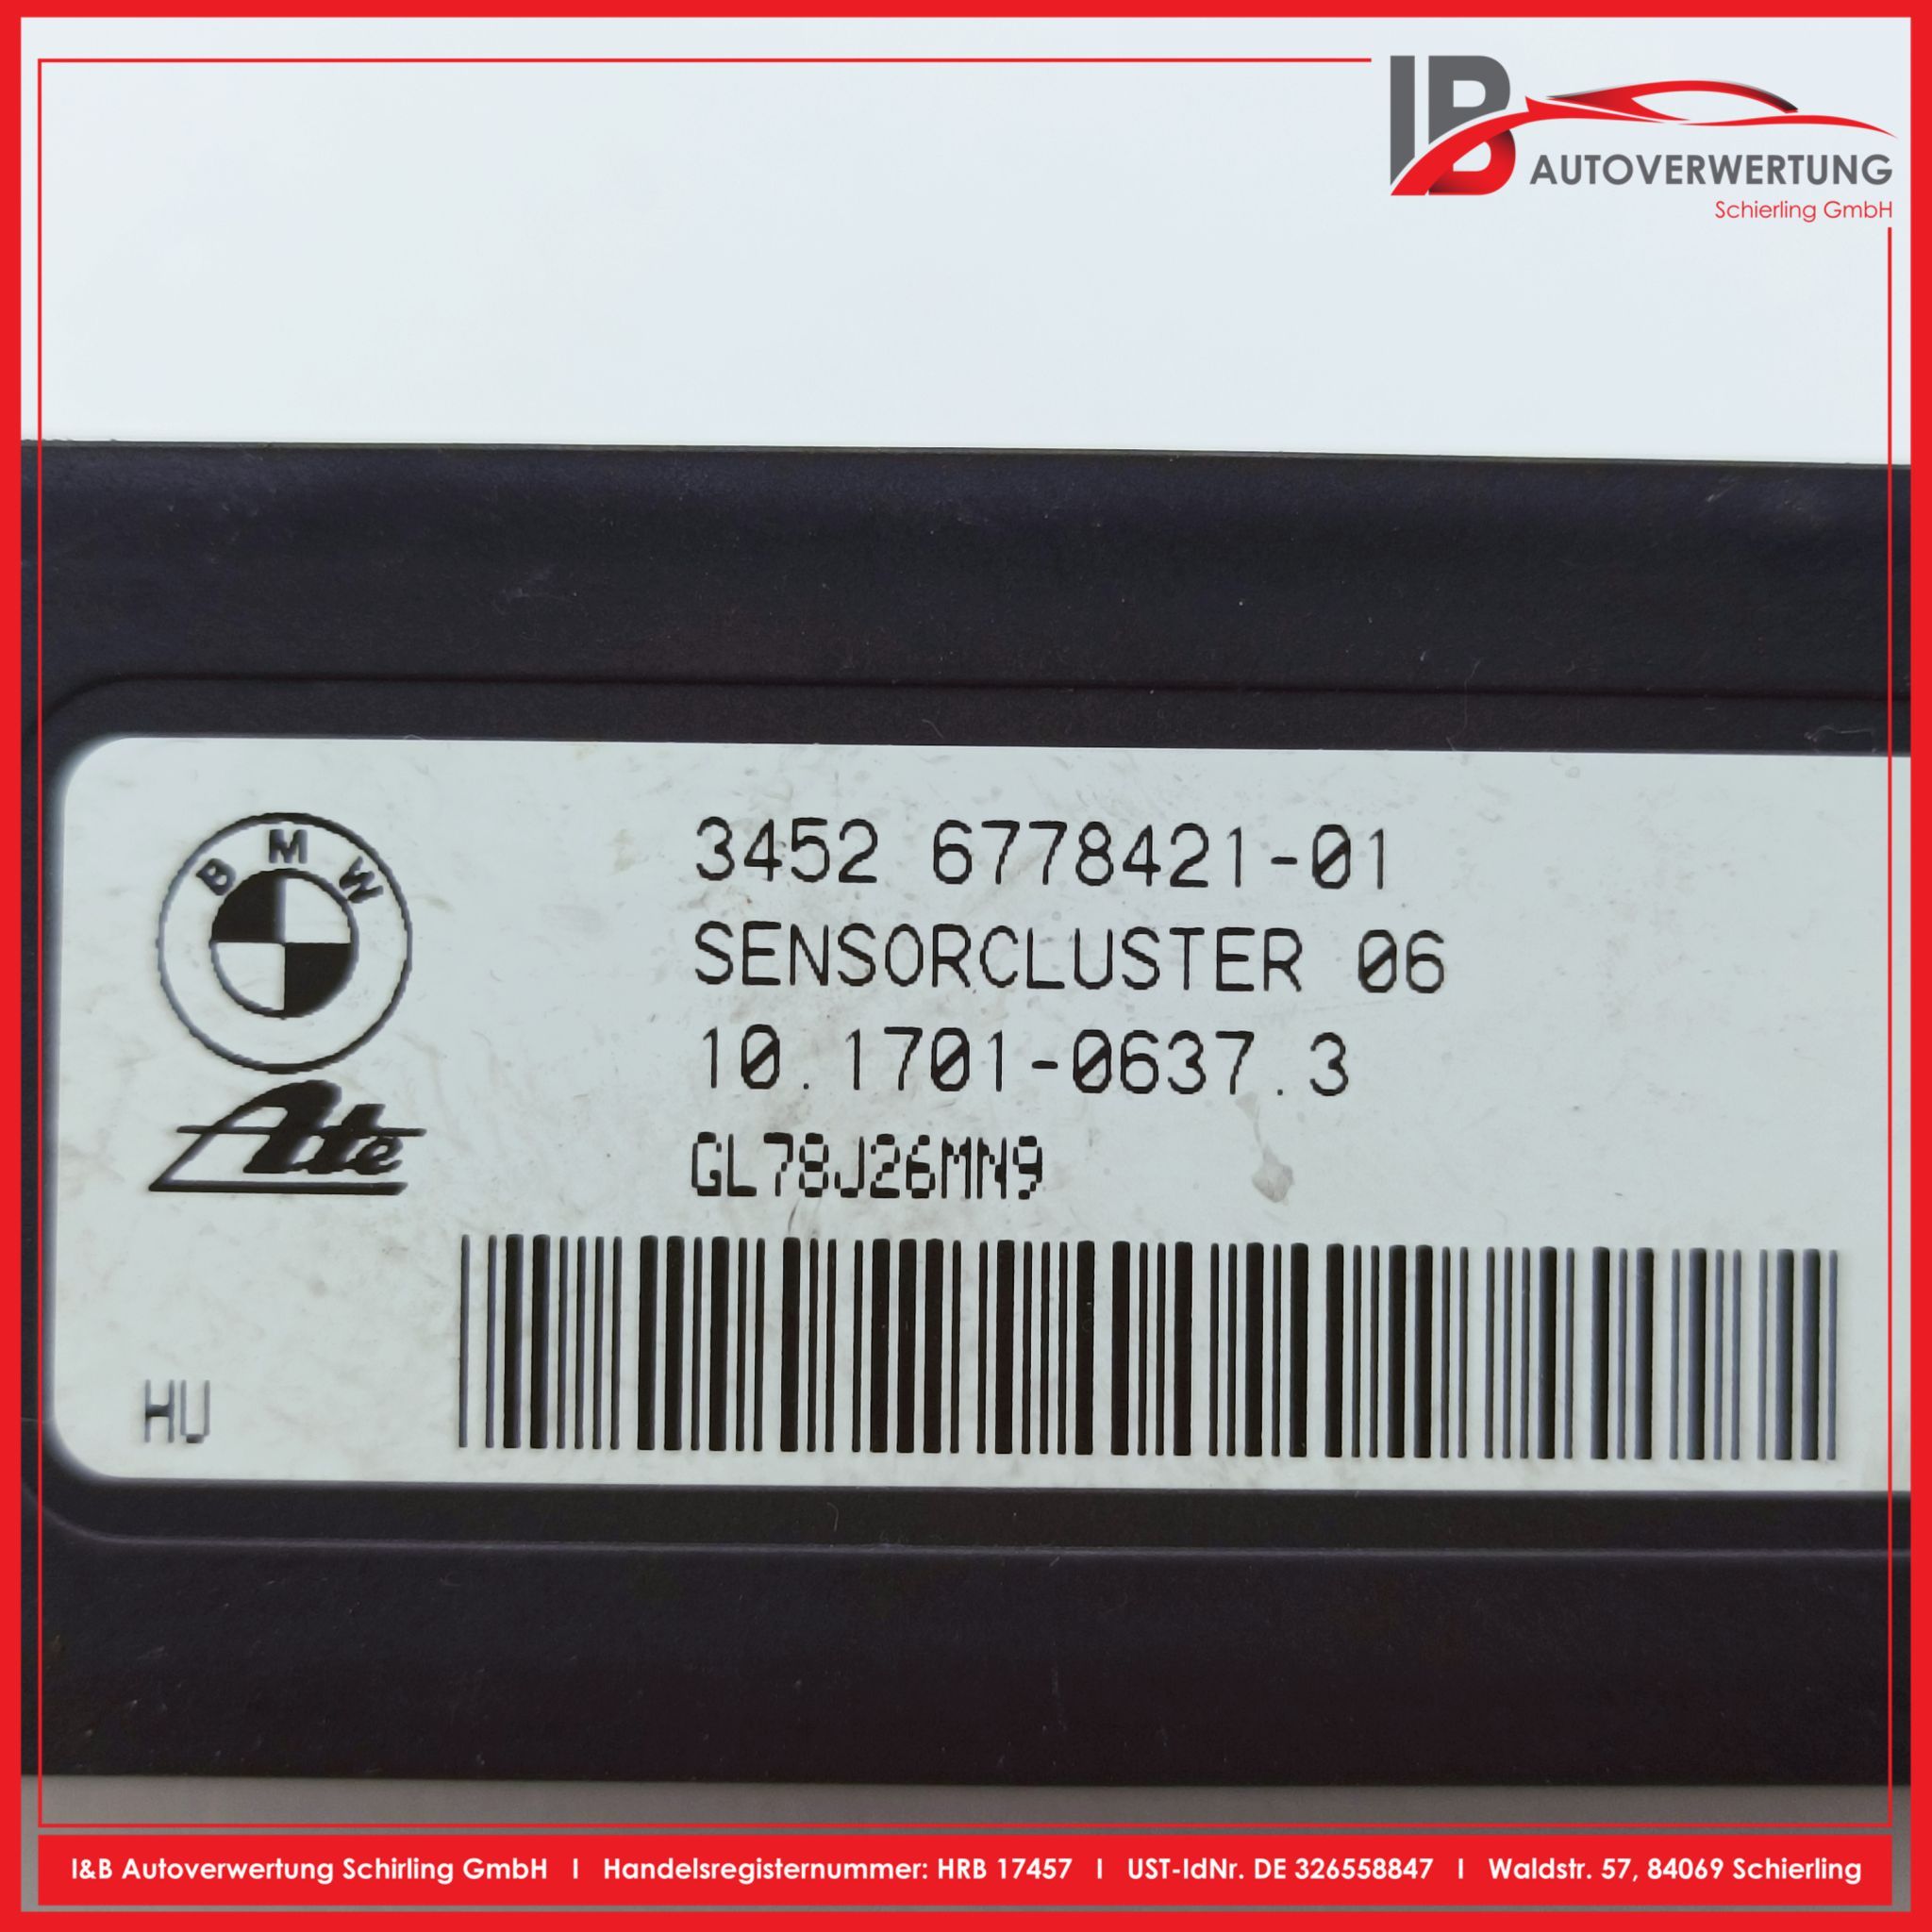 IB AUTOVERWERTUNG
Schierling GmbH
BMW
3452 6778421-01
SENSORCLUSTER 06
10.1701-0637.3
Ate
GL78J26MN9
HU
I&B Autoverwertung Schirling GmbH I Handelsregisternummer: HRB 17457 I UST-IdNr. DE 326558847 I Waldstr. 57, 84069 Schierling